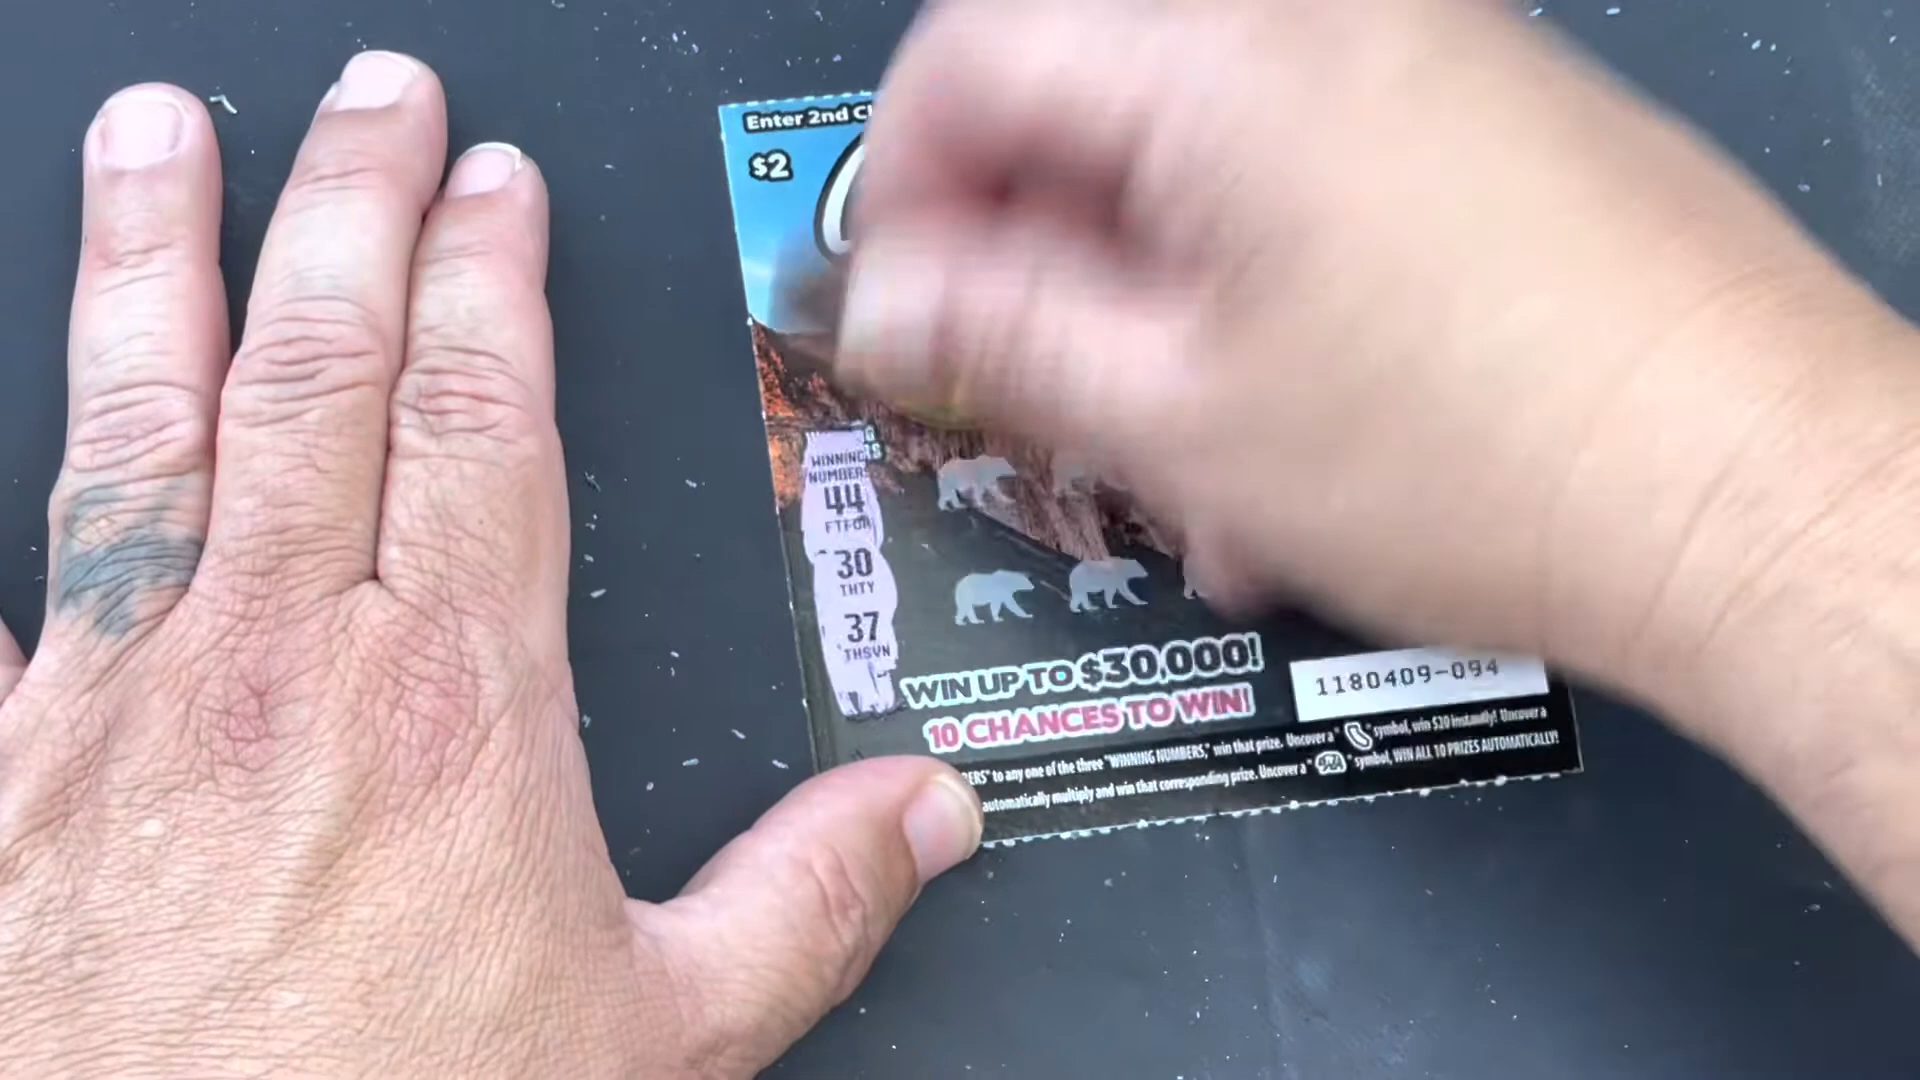 Enter 2nd
$2
WINNING
NUMBERS
44
FTFOR
30
THTY
37
THSVN
WIN UP TO $30,000!
10 CHANCES TO WIN!
1180409-094
to any one of the three "WINNING NUMBERS," win that prize. Uncover a " " symbol, win $20 instantly! Uncover a
automatically multiply and win that corresponding prize. Uncover a " " symbol, WIN ALL 10 PRIZES AUTOMATICALLY!